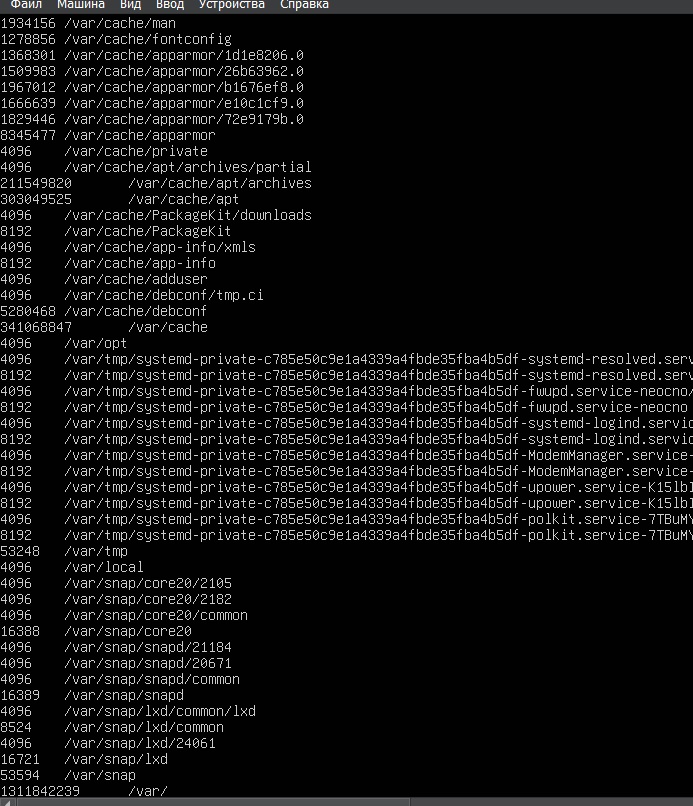 Файл Машина Вид Ввод Устройства Справка
1934156 /var/cache/man
1278856 /var/cache/fontconfig
1368301 /var/cache/apparmor/1d1e8206.0
1509983 /var/cache/apparmor/26b63962.0
1967012 /var/cache/apparmor/b1676ef8.0
1666639 /var/cache/apparmor/e10c1cf9.0
1829446 /var/cache/apparmor/72e9179b.0
8345477 /var/cache/apparmor
4096 /var/cache/private
4096 /var/cache/apt/archives/partial
211549820 /var/cache/apt/archives
303049525 /var/cache/apt
4096 /var/cache/PackageKit/downloads
8192 /var/cache/PackageKit
4096 /var/cache/app-info/xmls
8192 /var/cache/app-info
4096 /var/cache/adduser
4096 /var/cache/debconf/tmp.ci
5280468 /var/cache/debconf
341068847 /var/cache
4096 /var/opt
4096 /var/tmp/systemd-private-c785e50c9e1a4339a4fbde35fba4b5df-systemd-resolved.serv
8192 /var/tmp/systemd-private-c785e50c9e1a4339a4fbde35fba4b5df-systemd-resolved.serv
4096 /var/tmp/systemd-private-c785e50c9e1a4339a4fbde35fba4b5df-fwupd.service-neocno/
8192 /var/tmp/systemd-private-c785e50c9e1a4339a4fbde35fba4b5df-fwupd.service-neocno
4096 /var/tmp/systemd-private-c785e50c9e1a4339a4fbde35fba4b5df-systemd-logind.servic
8192 /var/tmp/systemd-private-c785e50c9e1a4339a4fbde35fba4b5df-systemd-logind.servic
4096 /var/tmp/systemd-private-c785e50c9e1a4339a4fbde35fba4b5df-ModemManager.service-
8192 /var/tmp/systemd-private-c785e50c9e1a4339a4fbde35fba4b5df-ModemManager.service-
4096 /var/tmp/systemd-private-c785e50c9e1a4339a4fbde35fba4b5df-upower.service-K15lbl
8192 /var/tmp/systemd-private-c785e50c9e1a4339a4fbde35fba4b5df-upower.service-K15lbl
4096 /var/tmp/systemd-private-c785e50c9e1a4339a4fbde35fba4b5df-polkit.service-7TBuMY
8192 /var/tmp/systemd-private-c785e50c9e1a4339a4fbde35fba4b5df-polkit.service-7TBuMY
53248 /var/tmp
4096 /var/local
4096 /var/snap/core20/2105
4096 /var/snap/core20/2182
4096 /var/snap/core20/common
16388 /var/snap/core20
4096 /var/snap/snapd/21184
4096 /var/snap/snapd/20671
4096 /var/snap/snapd/common
16389 /var/snap/snapd
4096 /var/snap/lxd/common/lxd
8524 /var/snap/lxd/common
4096 /var/snap/lxd/24061
16721 /var/snap/lxd
53594 /var/snap
1311842239 /var/